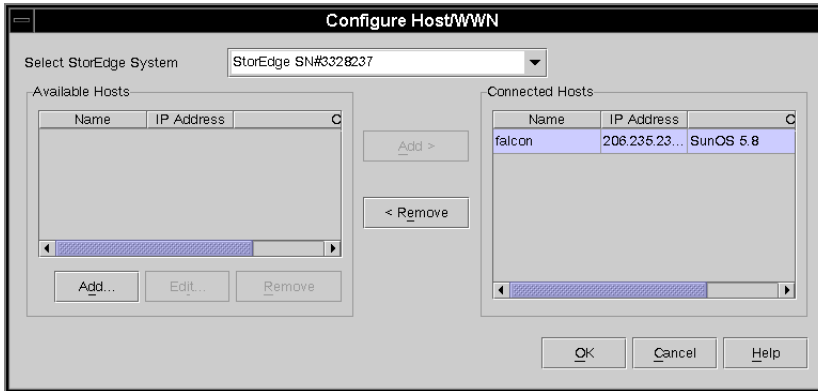 Configure Host/WWN
Select StorEdge System
StorEdge SN#3328237
Available Hosts
Name IP Address C
Add >
< Remove
Add... Edit... Remove
Connected Hosts
Name IP Address C
falcon 206.235.23... SunOS 5.8
OK Cancel Help